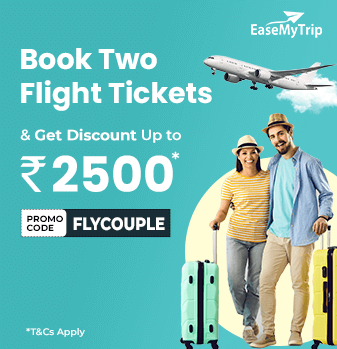 EaseMyTrip
Book Two
Flight Tickets
& Get Discount Up to
₹2500*
PROMO
CODE
FLYCOUPLE
*T&Cs Apply